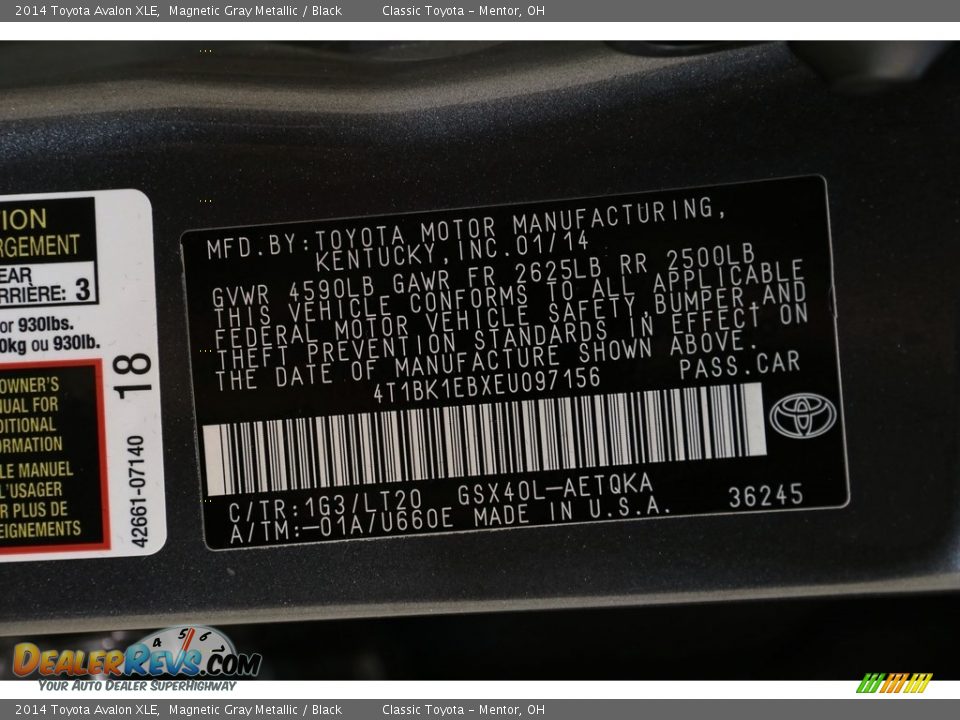 2014 Toyota Avalon XLE,  Magnetic Gray Metallic / Black    Classic Toyota – Mentor, OH
TION
RGEMENT
EAR
RRIÈRE: 3
or 930lbs.
0kg ou 930lb.
OWNER'S
NUAL FOR
DITIONAL
ORMATION
LE MANUEL
L'USAGER
R PLUS DE
EIGNEMENTS
18
42661-07140
MFD.BY:TOYOTA MOTOR MANUFACTURING,
KENTUCKY,INC.01/14
GVWR 4590LB GAWR FR 2625LB RR 2500LB
THIS VEHICLE CONFORMS TO ALL APPLICABLE
FEDERAL MOTOR VEHICLE SAFETY,BUMPER,AND
THEFT PREVENTION STANDARDS IN EFFECT ON
THE DATE OF MANUFACTURE SHOWN ABOVE.
4T1BK1EBXEU097156 PASS.CAR
C/TR:1G3/LT20 GSX40L-AETQKA
A/TM:-01A/U660E MADE IN U.S.A. 36245
4 5 6
DEALERREVS.COM
YOUR AUTO DEALER SUPERHIGHWAY
2014 Toyota Avalon XLE,  Magnetic Gray Metallic / Black    Classic Toyota – Mentor, OH